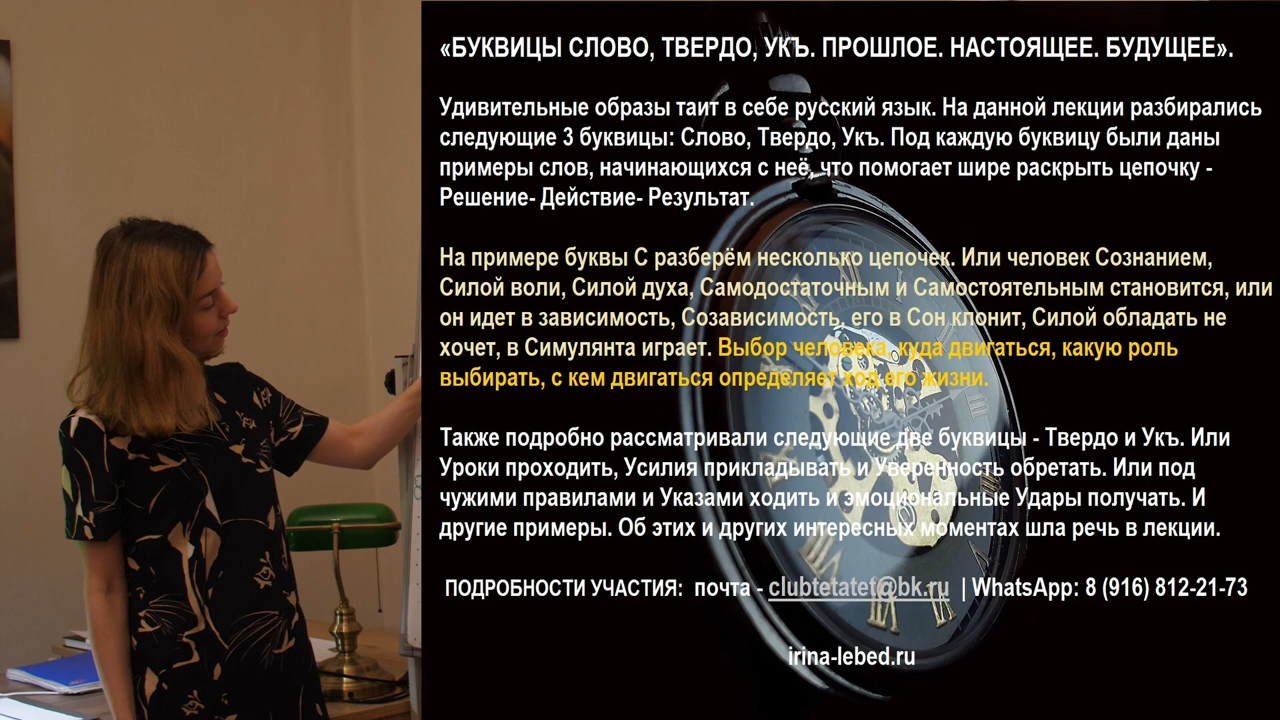 «БУКВИЦЫ СЛОВО, ТВЕРДО, УКЪ. ПРОШЛОЕ. НАСТОЯЩЕЕ. БУДУЩЕЕ».
Удивительные образы таит в себе русский язык. На данной лекции разбирались
следующие 3 буквицы: Слово, Твердо, Укъ. Под каждую буквицу были даны
примеры слов, начинающихся с неё, что помогает шире раскрыть цепочку -
Решение- Действие- Результат.
На примере буквы С разберём несколько цепочек. Или человек Сознанием,
Силой воли, Силой духа, Самодостаточным и Самостоятельным становится, или
он идет в зависимость, Созависимость, его в Сон клонит, Силой обладать не
хочет, в Симулянта играет. Выбор человека, куда двигаться, какую роль
выбирать, с кем двигаться определяет ход его жизни.
Также подробно рассматривали следующие две буквицы - Твердо и Укъ. Или
Уроки проходить, Усилия прикладывать и Уверенность обретать. Или под
чужими правилами и Указами ходить и эмоциональные Удары получать. И
другие примеры. Об этих и других интересных моментах шла речь в лекции.
ПОДРОБНОСТИ УЧАСТИЯ: почта - clubtetatet@bk.ru | WhatsApp: 8 (916) 812-21-73
irina-lebed.ru